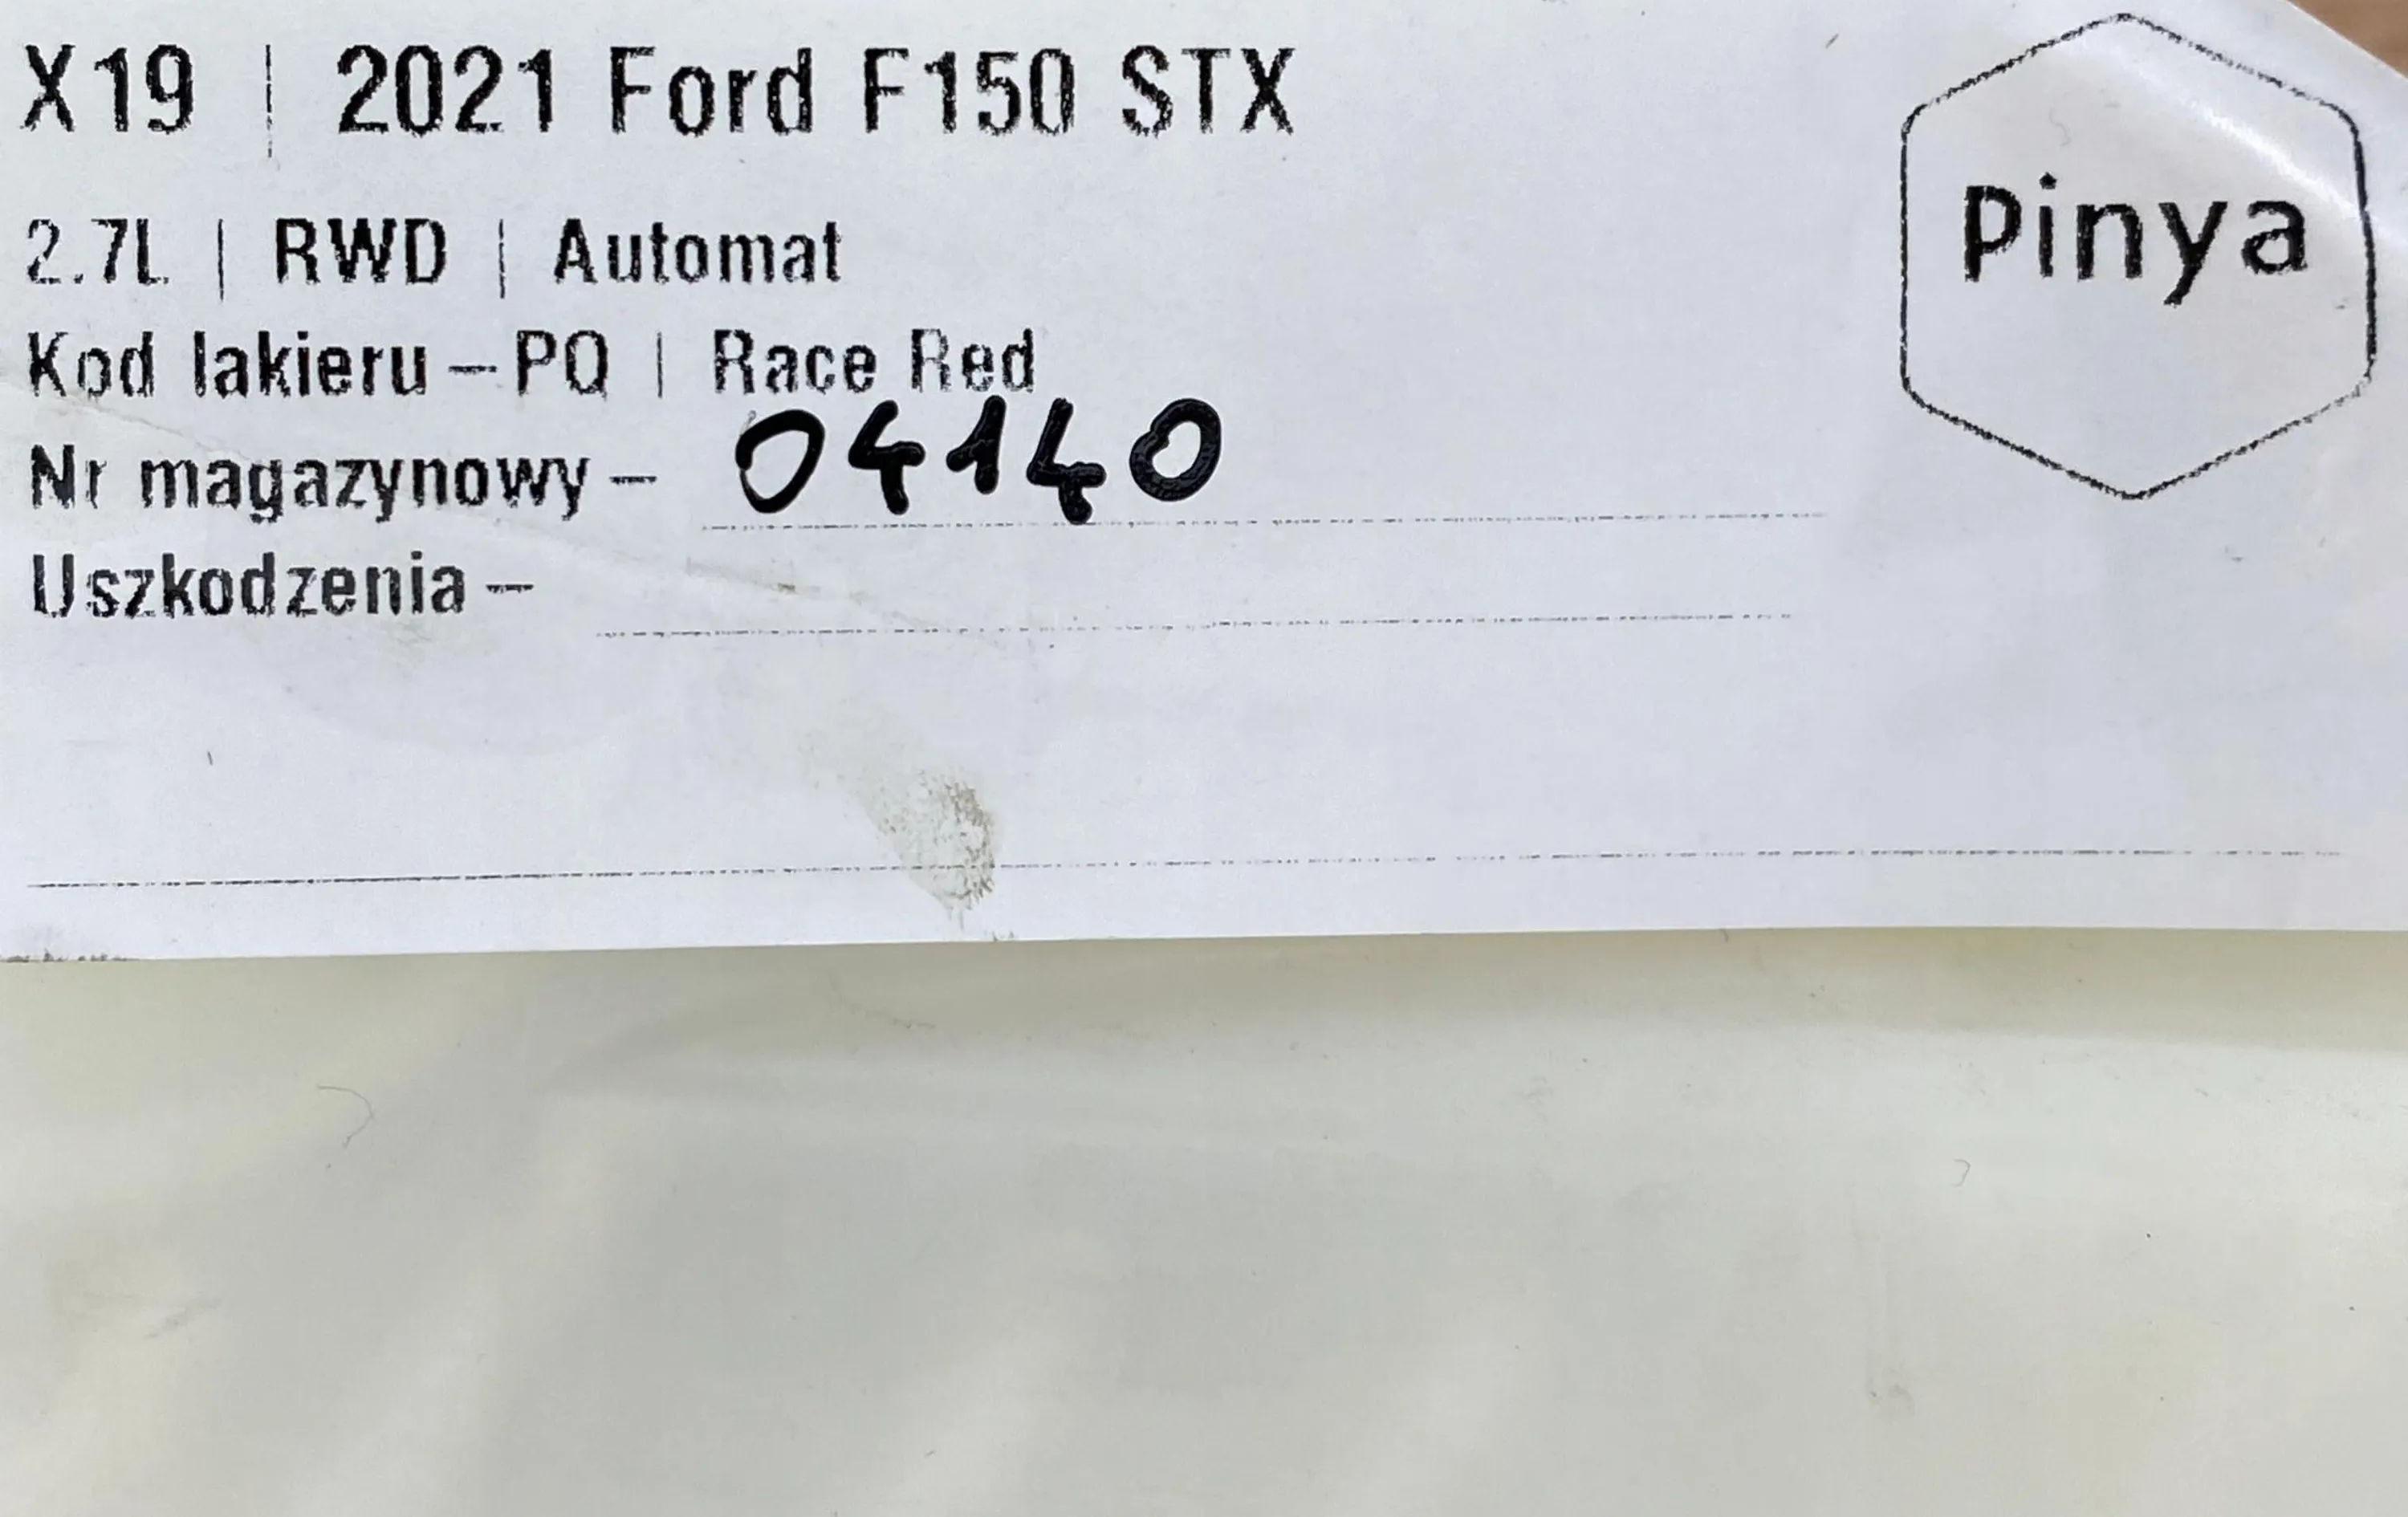 X19 | 2021 Ford F150 STX
Pinya
2.7L | RWD | Automat
Kod lakieru – PQ | Race Red
Nr magazynowy – 04140
Uszkodzenia –